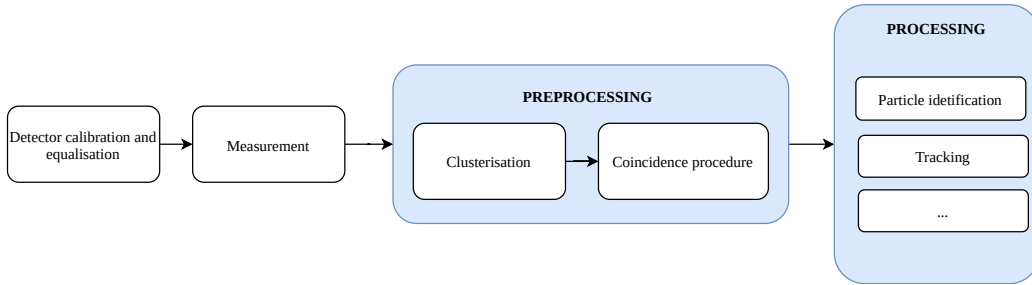 Detector calibration and
equalisation
Measurement
PREPROCESSING
Clusterisation
Coincidence procedure
PROCESSING
Particle idetification
Tracking
...